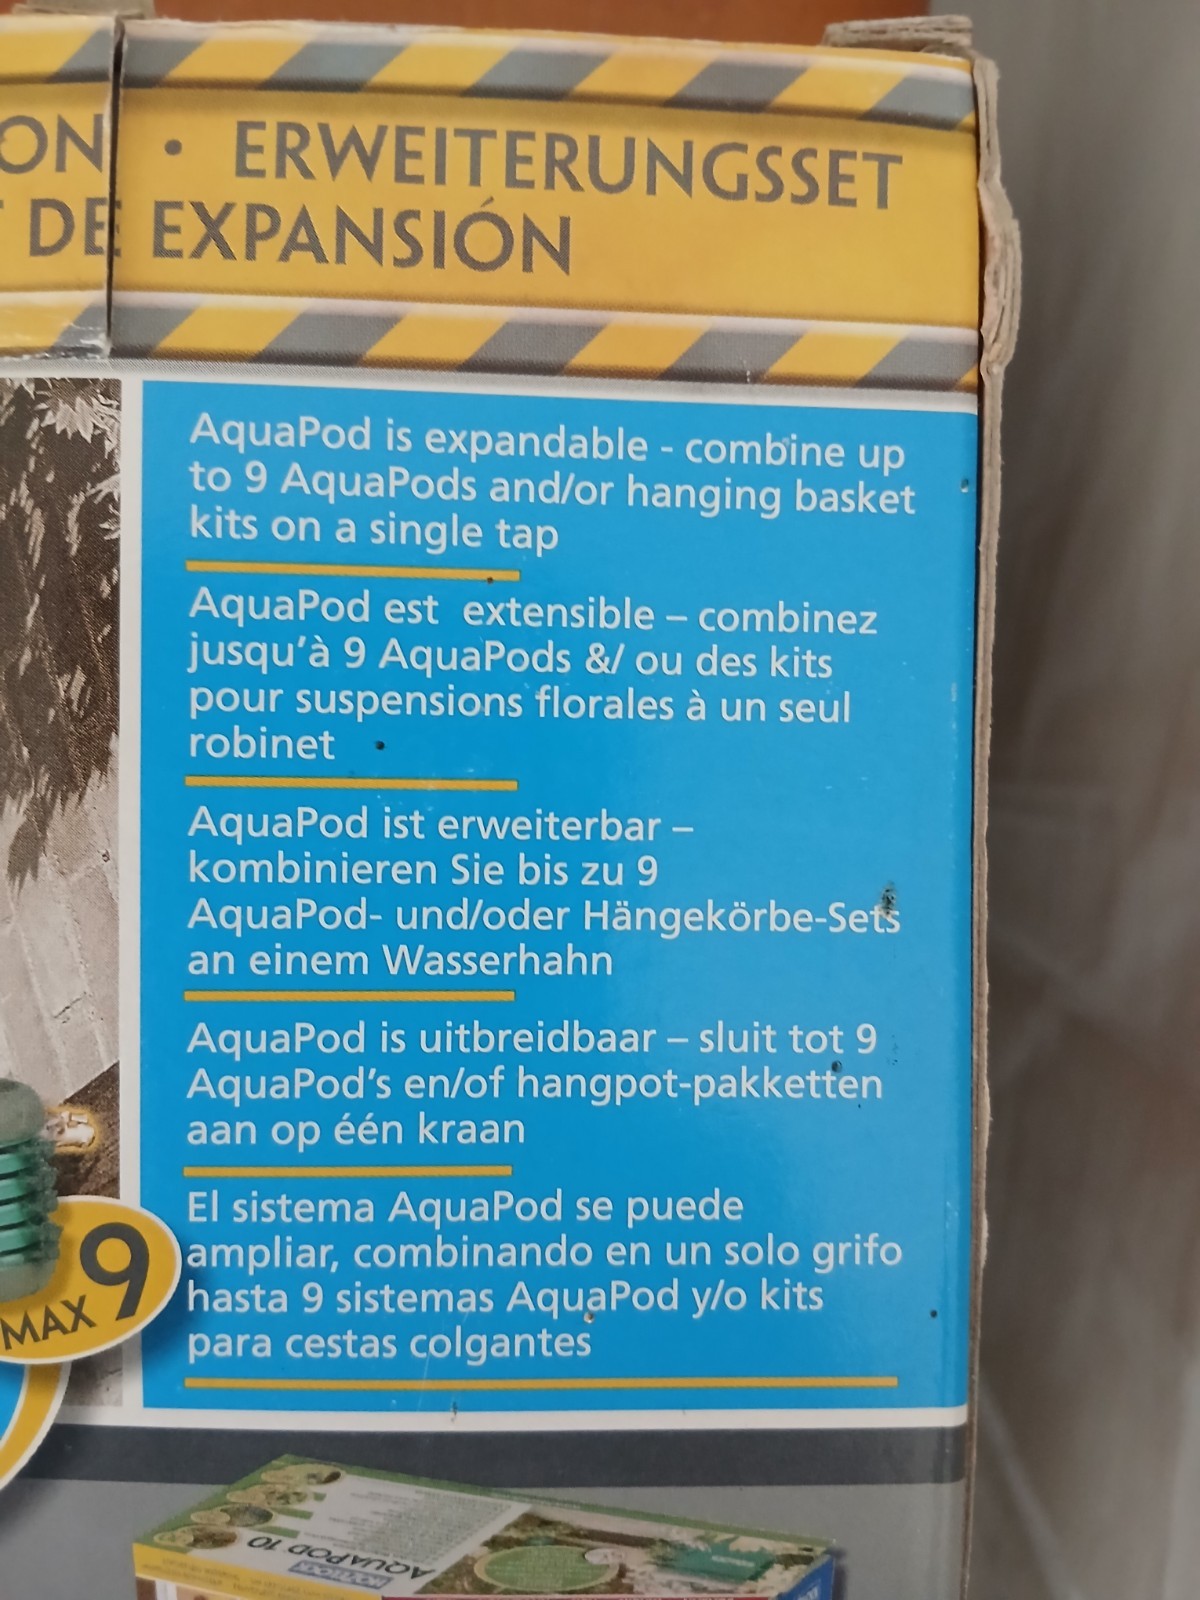 ON • ERWEITERUNGSSET
DE EXPANSIÓN
AquaPod is expandable - combine up
to 9 AquaPods and/or hanging basket
kits on a single tap
AquaPod est extensible – combinez
jusqu’à 9 AquaPods &/ ou des kits
pour suspensions florales à un seul
robinet
AquaPod ist erweiterbar –
kombinieren Sie bis zu 9
AquaPod- und/oder Hängekörbe-Sets
an einem Wasserhahn
AquaPod is uitbreidbaar – sluit tot 9
AquaPod’s en/of hangpot-pakketten
aan op één kraan
El sistema AquaPod se puede
ampliar, combinando en un solo grifo
hasta 9 sistemas AquaPod y/o kits
para cestas colgantes
MAX 9
AQUAPOD 10
HOZELOCK